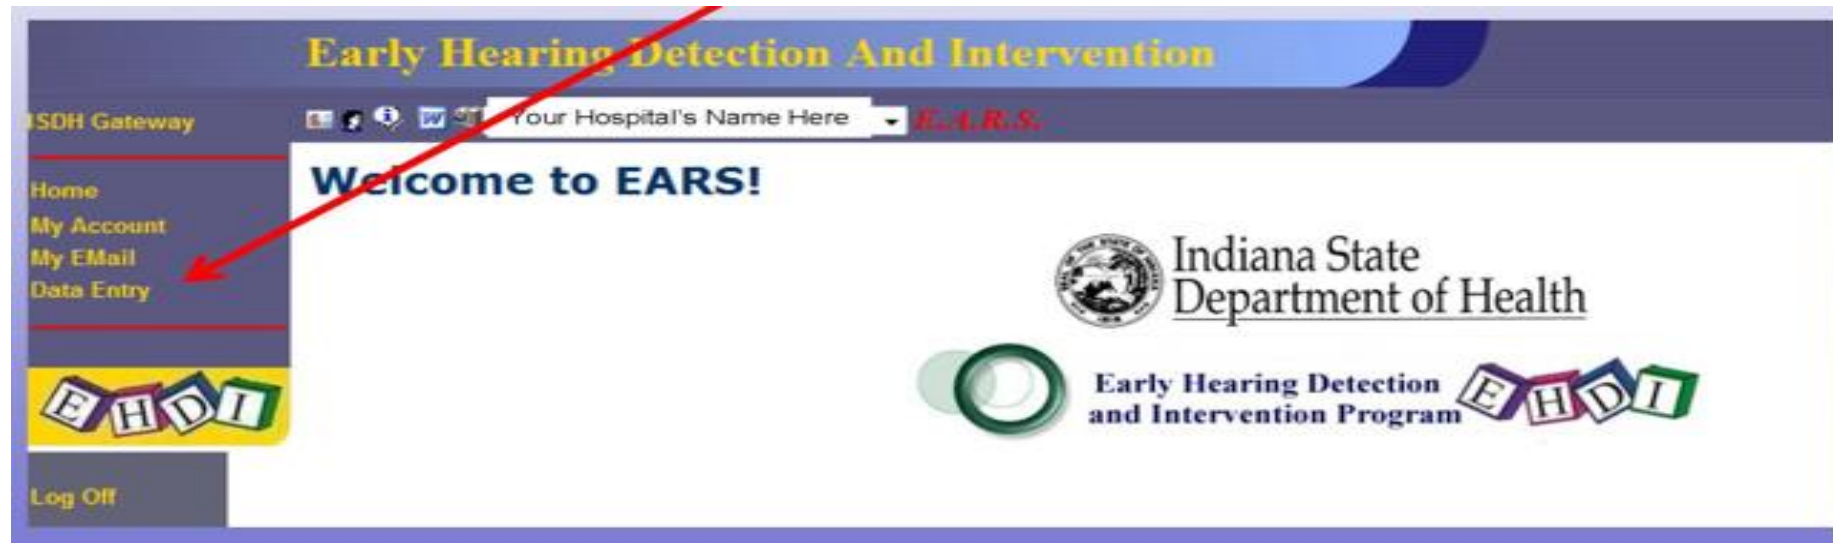 Early Hearing Detection And Intervention
ISDH Gateway
Your Hospital's Name Here
E.A.R.S.
Home
My Account
My EMail
Data Entry
EHDI
Log Off
Welcome to EARS!
Indiana State
Department of Health
Early Hearing Detection
and Intervention Program
EHDI